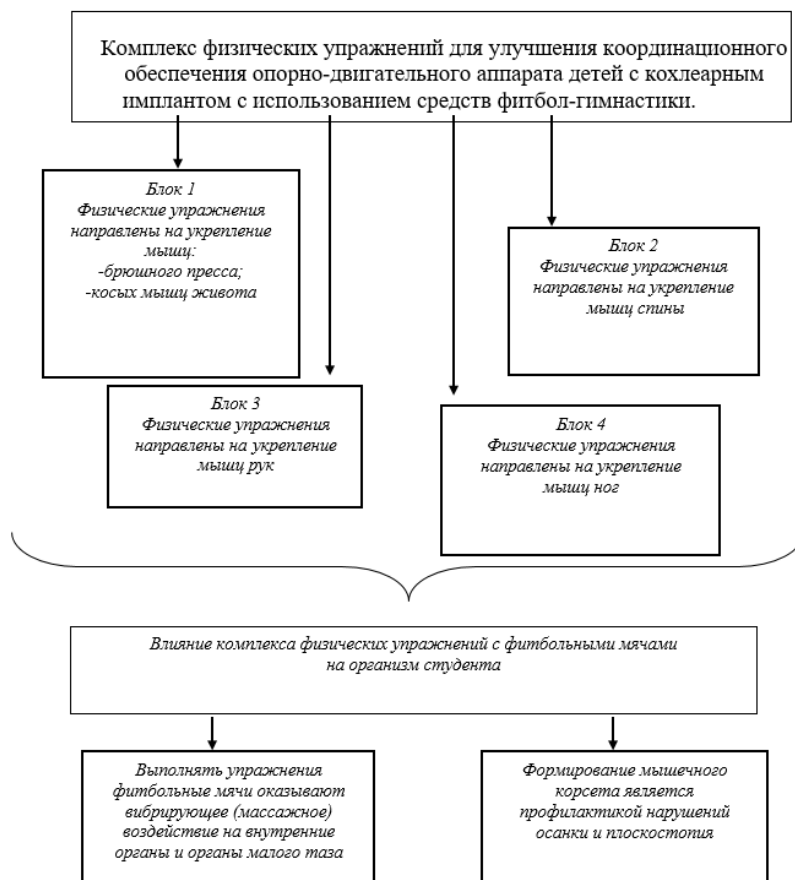 Комплекс физических упражнений для улучшения координационного
обеспечения опорно-двигательного аппарата детей с кохлеарным
имплантом с использованием средств фитбол-гимнастики.
Блок 1
Физические упражнения
направлены на укрепление
мышц:
-брюшного пресса;
-косых мышц живота
Блок 2
Физические упражнения
направлены на укрепление
мышц спины
Блок 3
Физические упражнения
направлены на укрепление
мышц рук
Блок 4
Физические упражнения
направлены на укрепление
мышц ног
Влияние комплекса физических упражнений с фитбольными мячами
на организм студента
Выполнять упражнения
фитбольные мячи оказывают
вибрирующее (массажное)
воздействие на внутренние
органы и органы малого таза
Формирование мышечного
корсета является
профилактикой нарушений
осанки и плоскостопия